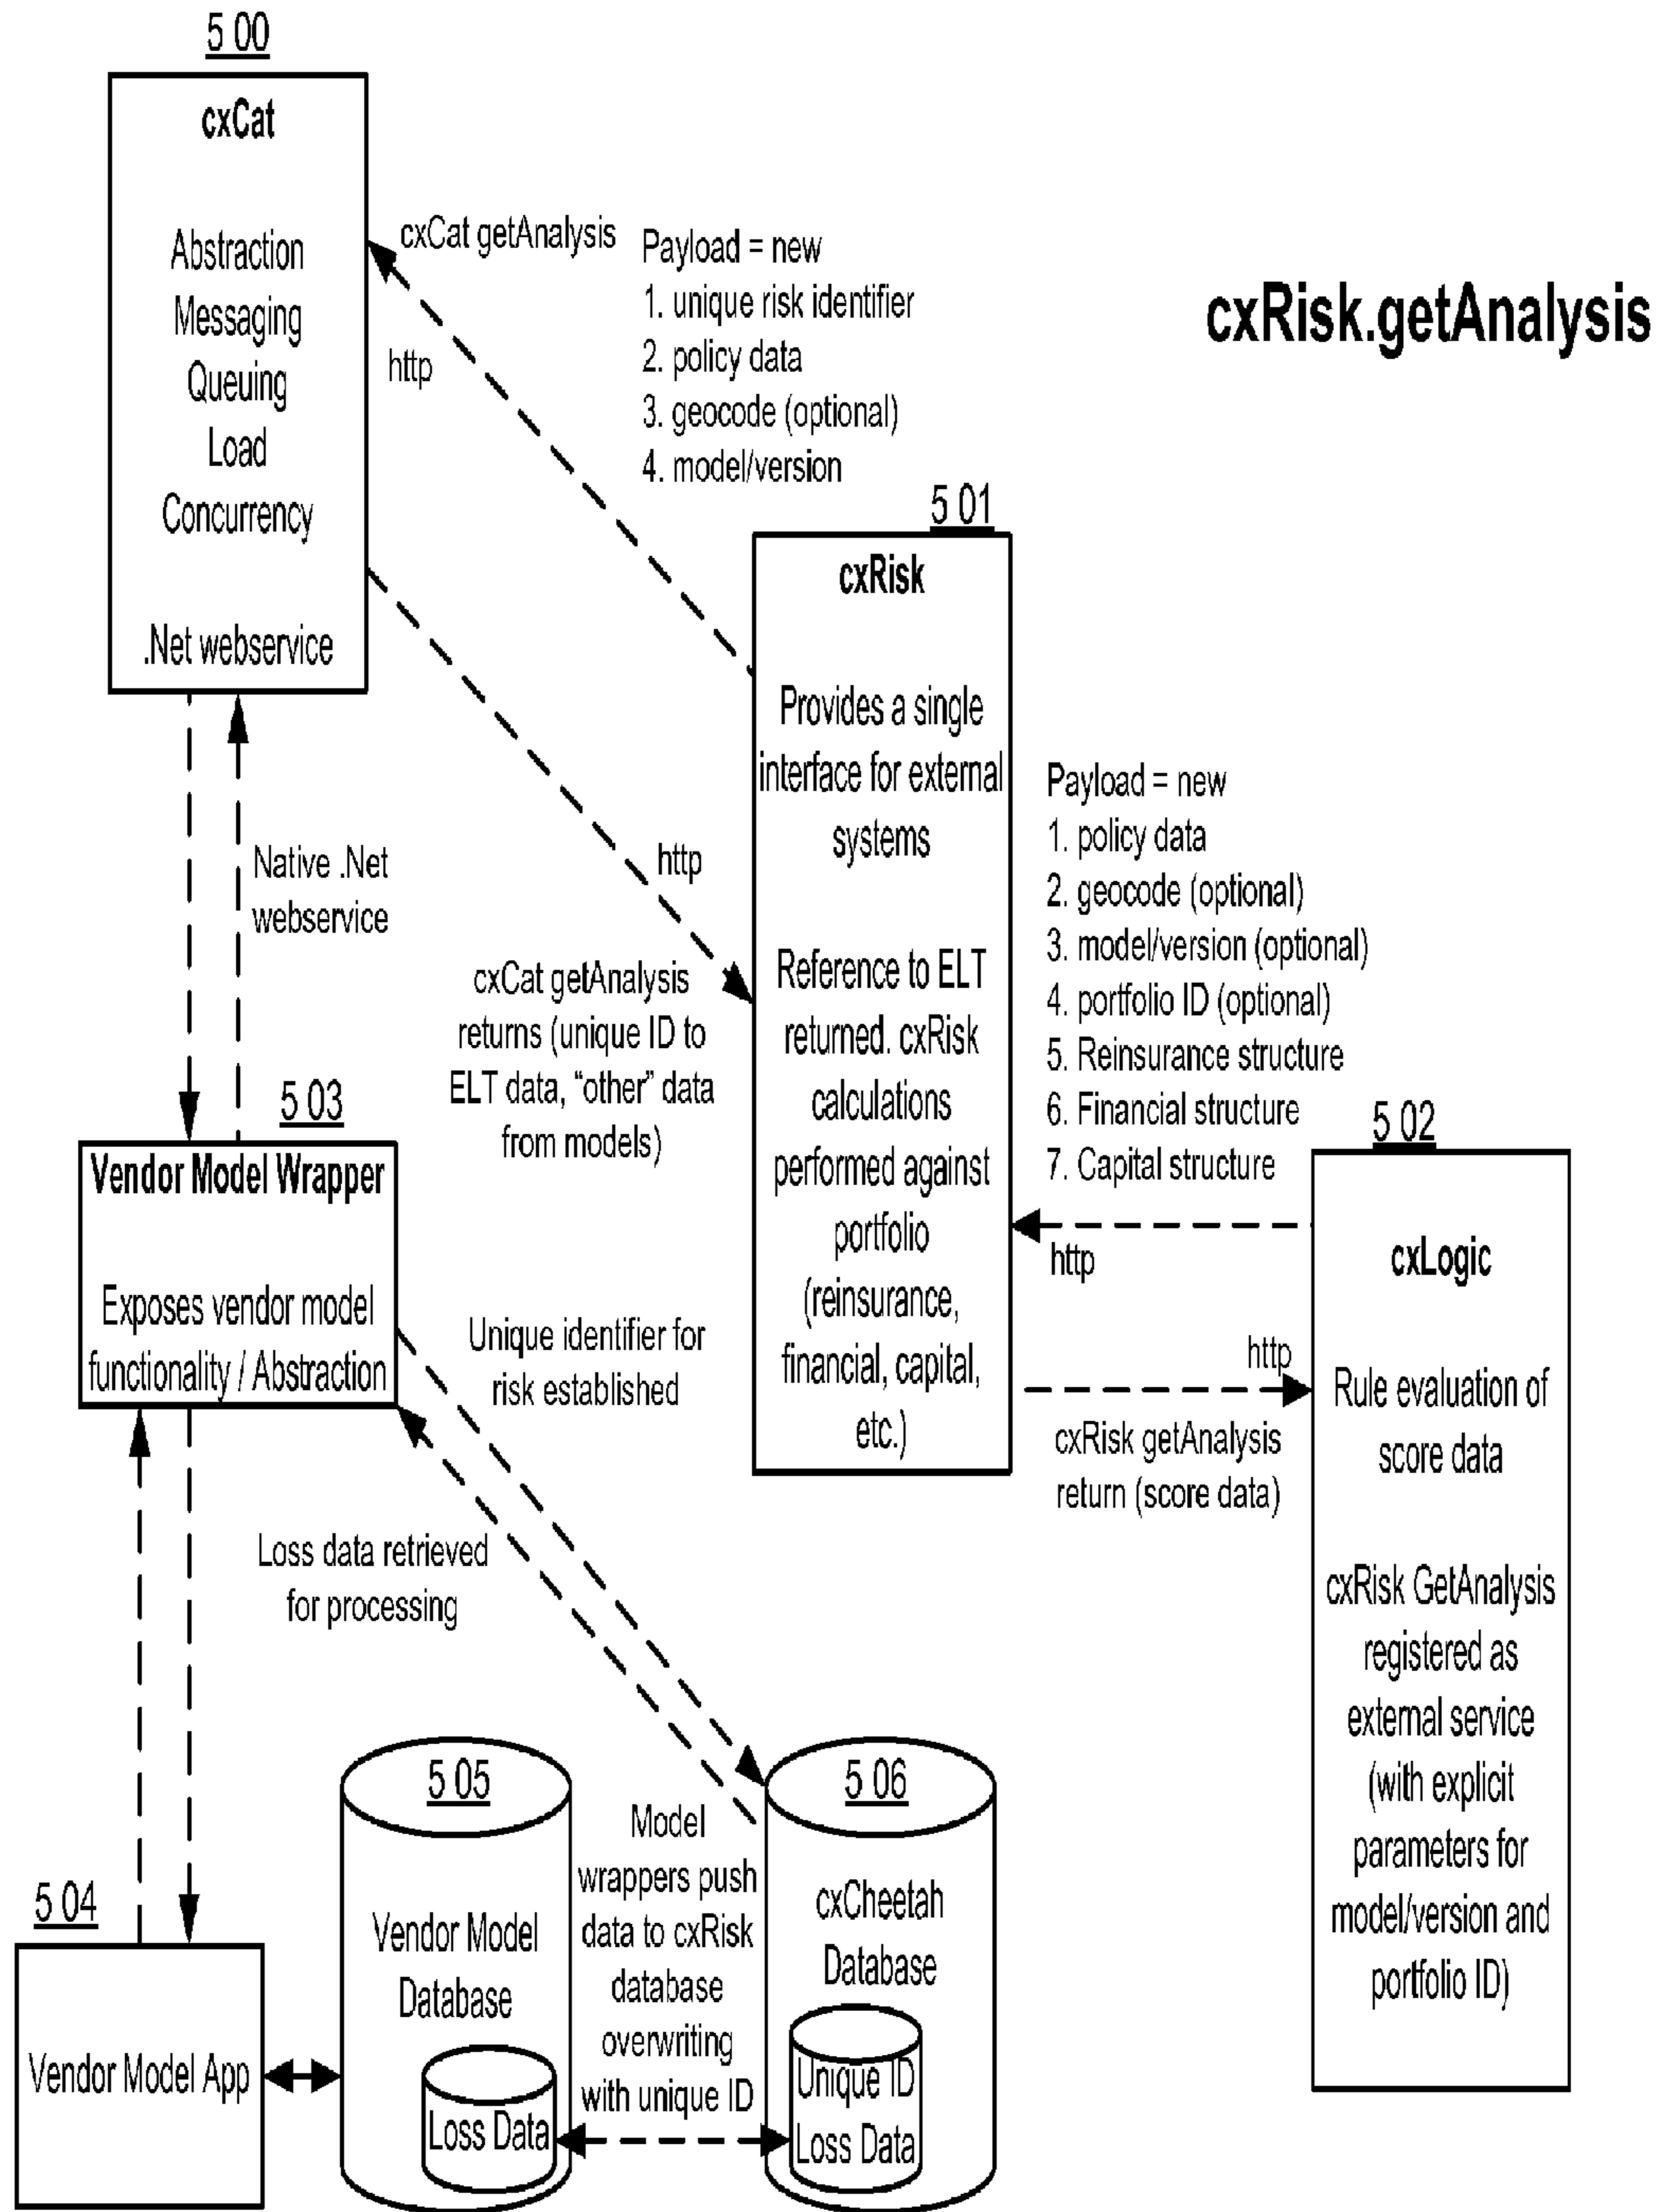 5 00
cxCat
Abstraction
Messaging
Queuing
Load
Concurrency
.Net webservice
cxCat getAnalysis
http
Payload = new
1. unique risk identifier
2. policy data
3. geocode (optional)
4. model/version
cxRisk.getAnalysis
5 01
cxRisk
Provides a single
interface for external
systems
Reference to ELT
returned. cxRisk
calculations
performed against
portfolio
(reinsurance,
financial, capital,
etc.)
http
Native .Net
webservice
cxCat getAnalysis
returns (unique ID to
ELT data, “other” data
from models)
Payload = new
1. policy data
2. geocode (optional)
3. model/version (optional)
4. portfolio ID (optional)
5. Reinsurance structure
6. Financial structure
7. Capital structure
http
http
cxRisk getAnalysis
return (score data)
5 02
cxLogic
Rule evaluation of
score data
cxRisk GetAnalysis
registered as
external service
(with explicit
parameters for
model/version and
portfolio ID)
5 03
Vendor Model Wrapper
Exposes vendor model
functionality / Abstraction
Unique identifier for
risk established
Loss data retrieved
for processing
5 04
Vendor Model App
5 05
Vendor Model
Database
Loss Data
Model
wrappers push
data to cxRisk
database
overwriting
with unique ID
5 06
cxCheetah
Database
Unique ID
Loss Data